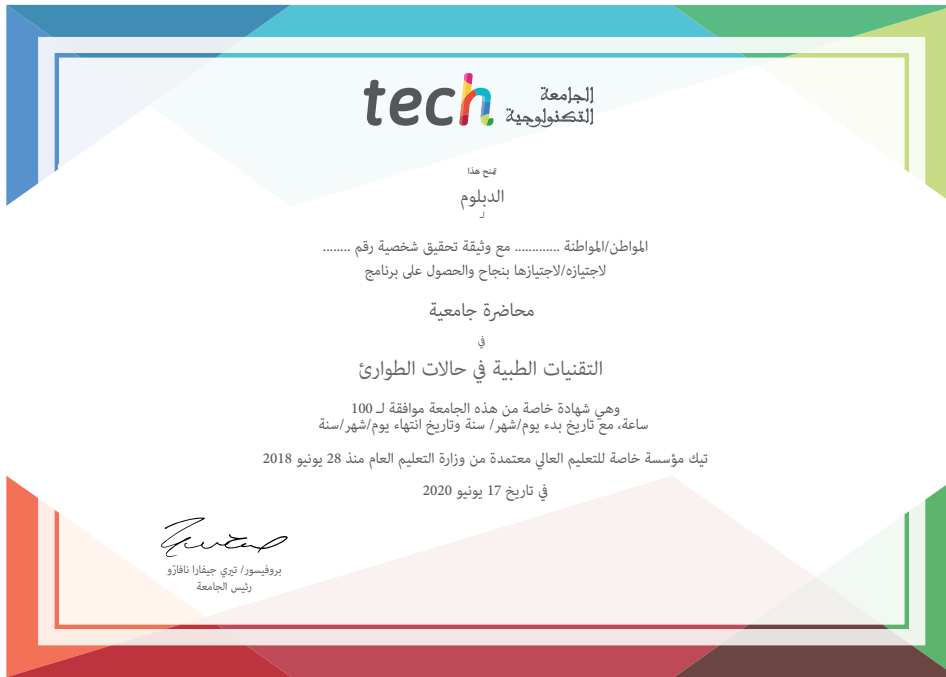 tech الجامعة
التكنولوجية
يمنح هذا
الدبلوم
لـ
المواطن/المواطنة ............. مع وثيقة تحقيق شخصية رقم ........
لاجتيازه/لاجتيازها بنجاح والحصول على برنامج
محاضرة جامعية
في
التقنيات الطبية في حالات الطوارئ
وهي شهادة خاصة من هذه الجامعة موافقة لـ 100
ساعة، مع تاريخ بدء يوم/شهر/ سنة وتاريخ انتهاء يوم/شهر/سنة
تيك مؤسسة خاصة للتعليم العالي معتمدة من وزارة التعليم العام منذ 28 يونيو 2018
في تاريخ 17 يونيو 2020
بروفيسور/ تيري جيفارا نافارّو
رئيس الجامعة